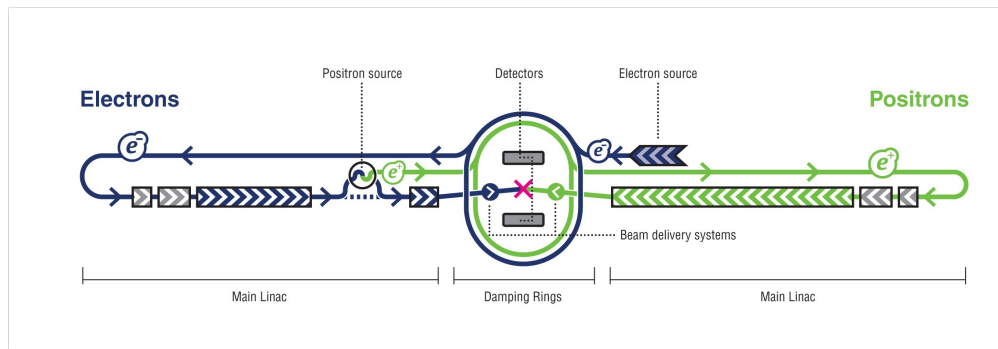 Positron source
Detectors
Electron source
Electrons
Positrons
e-
e-
e+
e+
Beam delivery systems
Main Linac
Damping Rings
Main Linac